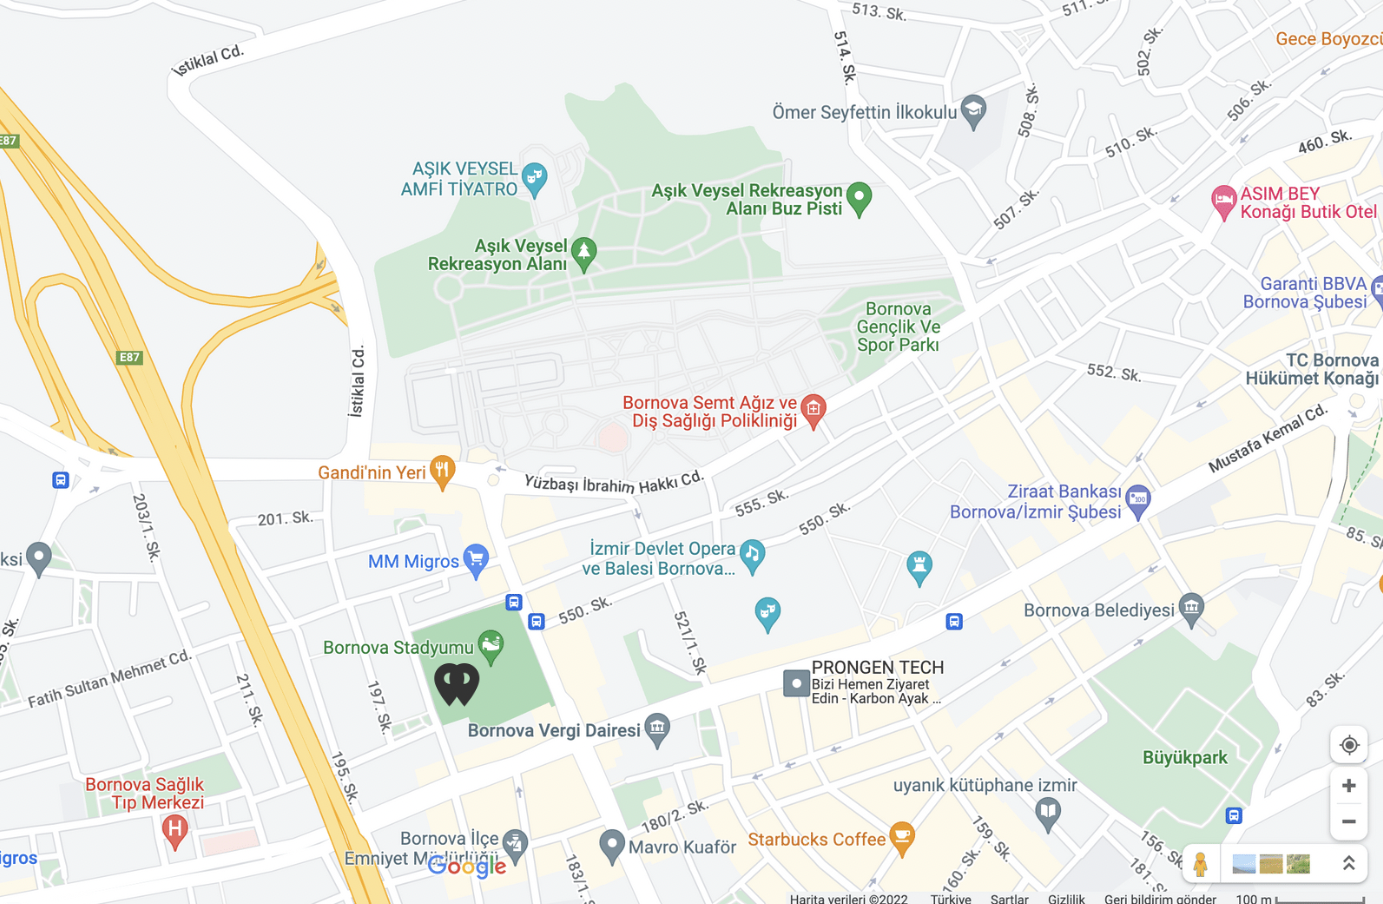 513. Sk.
511.
514. Sk.
502. Sk.
Gece Boyozcu
İstiklal Cd.
506. Sk.
508. Sk.
Ömer Seyfettin İlkokulu
E87
510. Sk.
460. Sk.
AŞIK VEYSEL
AMFİ TİYATRO
Aşık Veysel Rekreasyon
Alanı Buz Pisti
ASIM BEY
Konağı Butik Otel
507. Sk.
Aşık Veysel
Rekreasyon Alanı
Garanti BBVA
Bornova Şubesi
Bornova
Gençlik Ve
Spor Parkı
E87
TC Bornova
Hükümet Konağı
552. Sk.
İstiklal Cd.
Bornova Semt Ağız ve
Diş Sağlığı Polikliniği
Mustafa Kemal Cd.
Gandi'nin Yeri
Yüzbaşı İbrahim Hakkı Cd.
Ziraat Bankası
Bornova/İzmir Şubesi
555. Sk.
550. Sk.
203/1. Sk.
201. Sk.
85. S
MM Migros
İzmir Devlet Opera
ve Balesi Bornova...
ksi
550. Sk.
Bornova Belediyesi
521/1. Sk.
Sk.
Bornova Stadyumu
PRONGEN TECH
Bizi Hemen Ziyaret
Edin - Karbon Ayak ...
Fatih Sultan Mehmet Cd.
211. Sk.
197. Sk.
83. Sk.
Bornova Vergi Dairesi
Büyükpark
195. Sk.
Bornova Sağlık
Tıp Merkezi
uyanık kütüphane izmir
180/2. Sk.
Starbucks Coffee
159. Sk.
156. Sk.
Bornova İlçe
Emniyet Müdürlüğü
Mavro Kuaför
igros
Google
183/1.
160. Sk.
181. Sk.
Harita verileri ©2022 Türkiye Şartlar Gizlilik Geri bildirim gönder 100 m